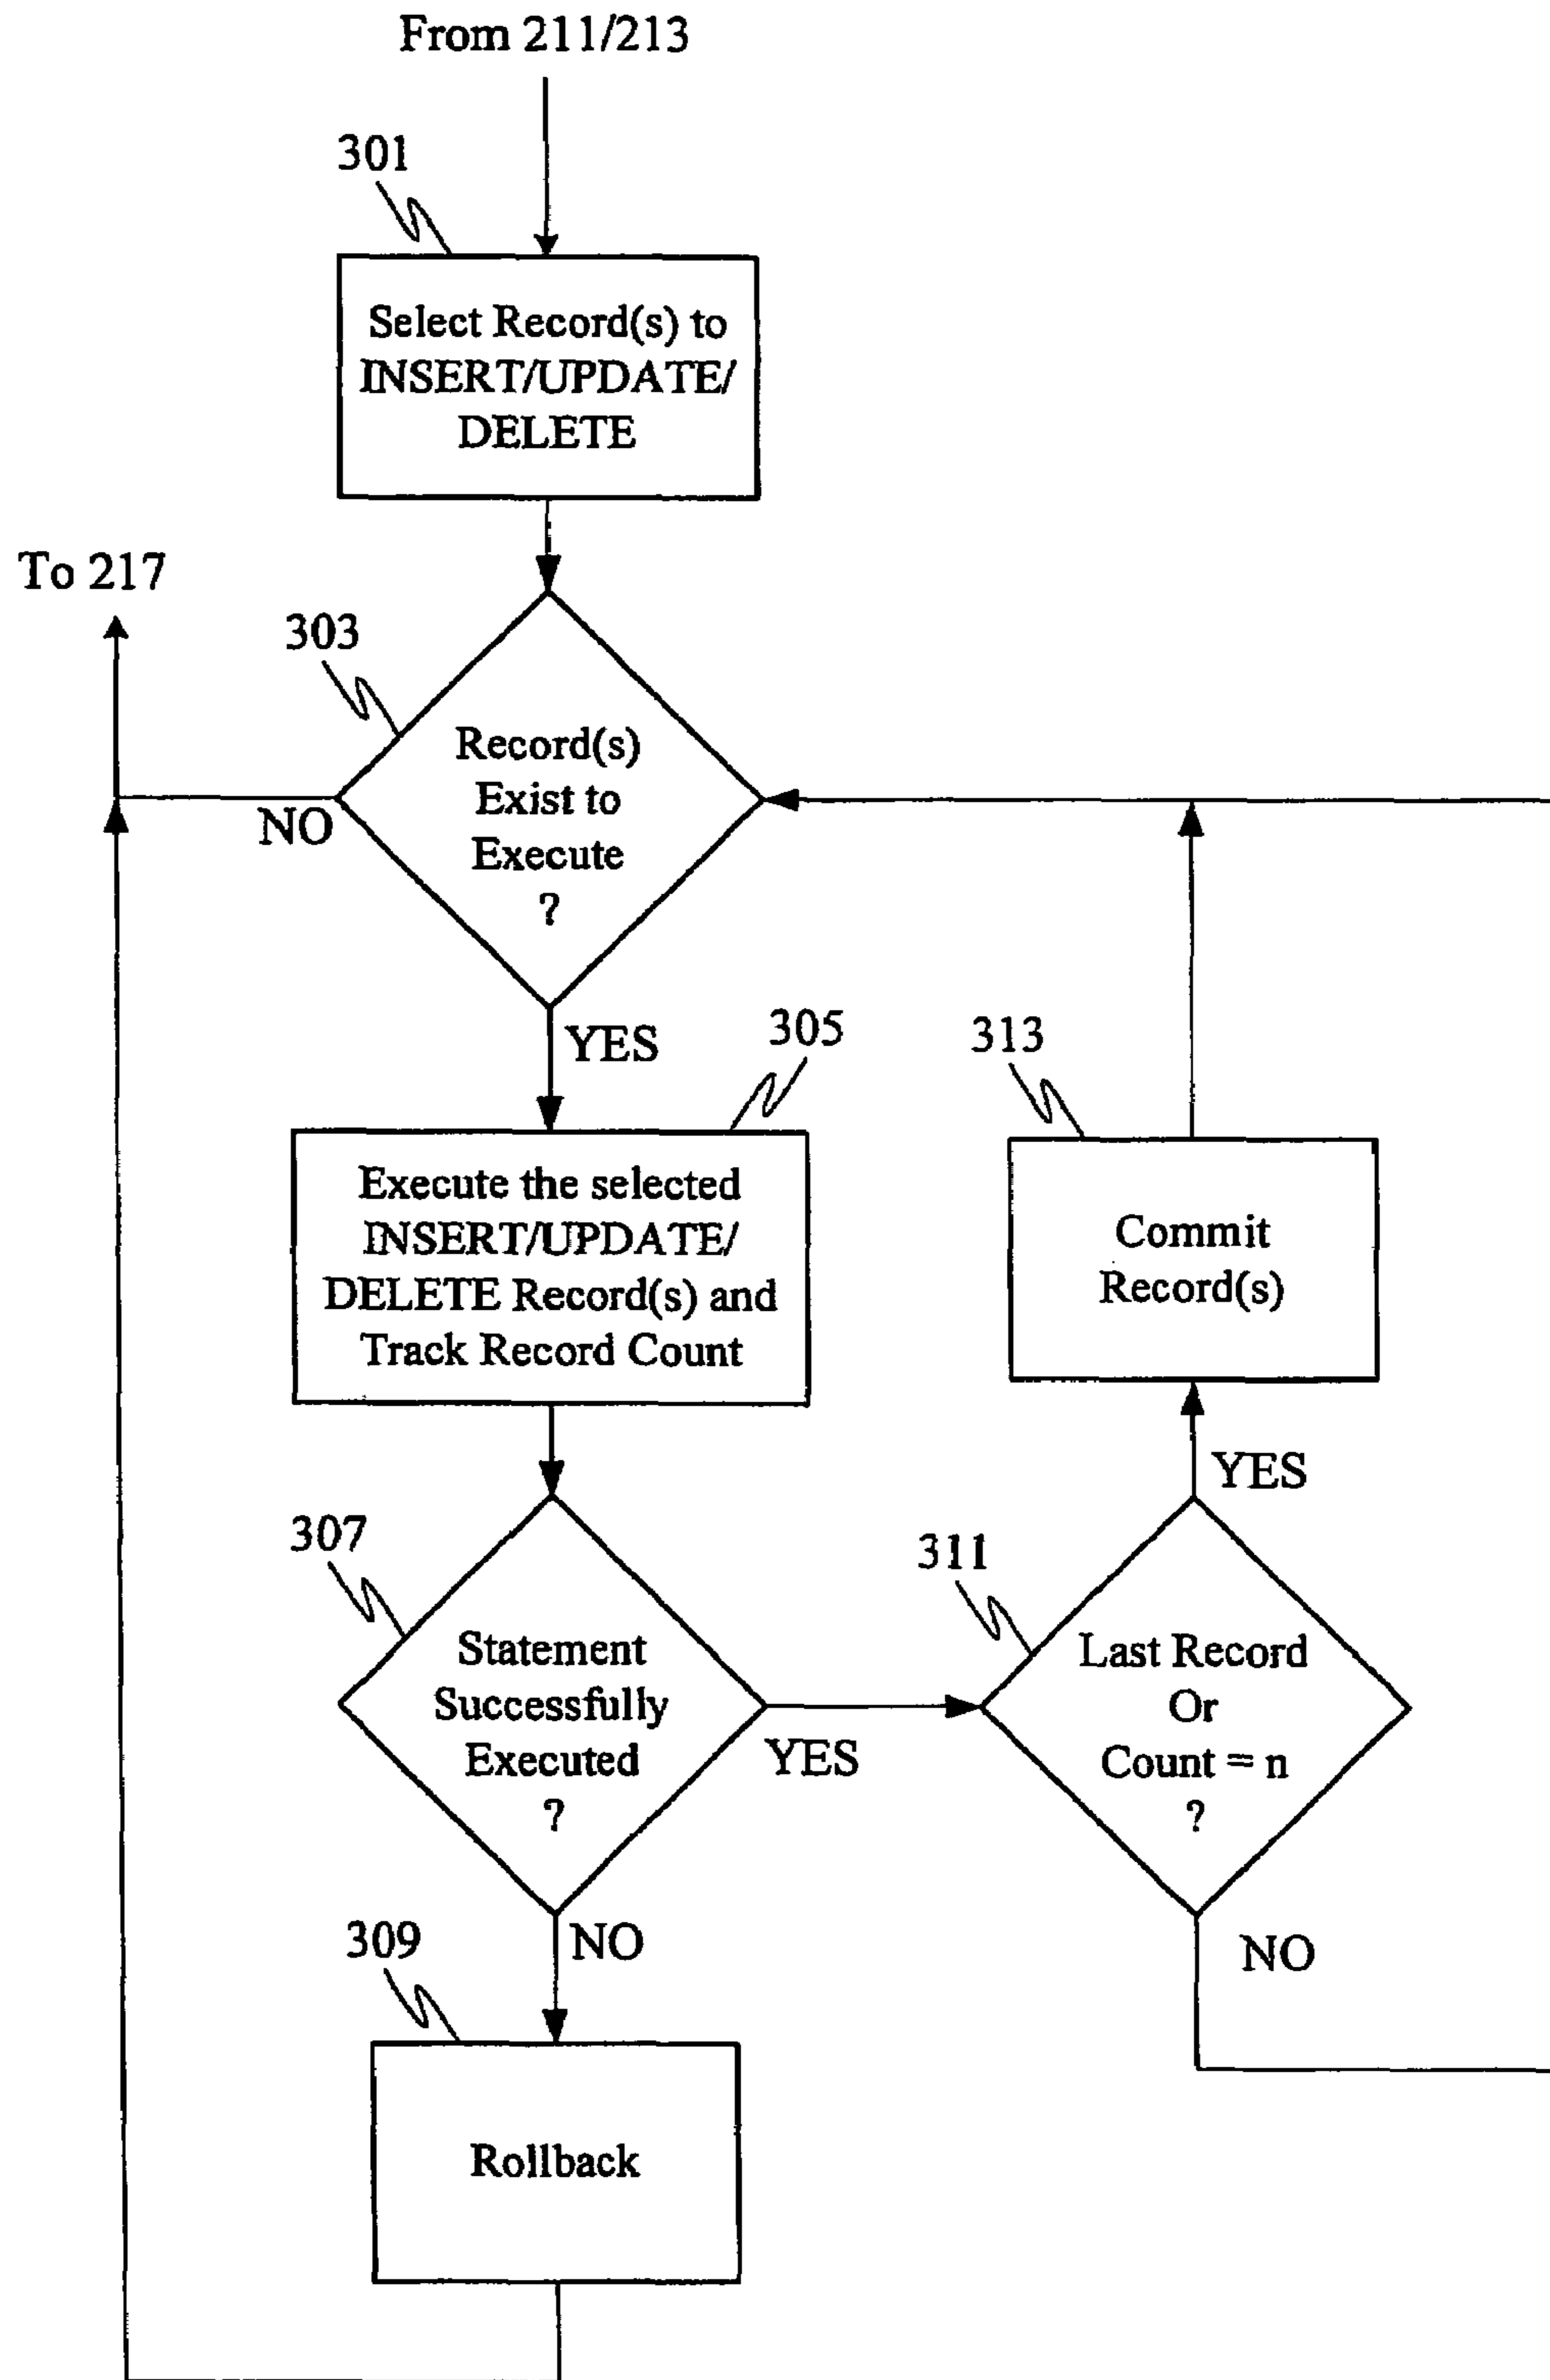 From 211/213
301
Select Record(s) to
INSERT/UPDATE/
DELETE
To 217
303
Record(s)
Exist to
Execute
?
NO
YES
305
313
Execute the selected
INSERT/UPDATE/
DELETE Record(s) and
Track Record Count
Commit
Record(s)
YES
307
311
Statement
Successfully
Executed
?
YES
Last Record
Or
Count = n
?
NO
309
NO
Rollback